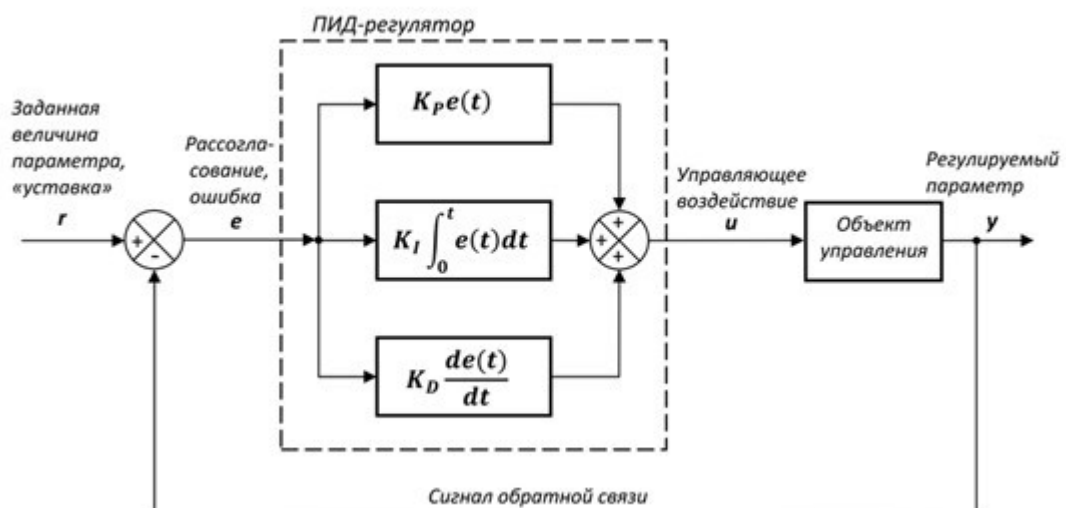 ПИД-регулятор
Заданная
величина
параметра,
«уставка»
r
+
-
Рассогла-
сование,
ошибка
e
K_P e(t)
K_I ∫_0^t e(t)dt
K_D de(t)/dt
+
+
+
Управляющее
воздействие
u
Объект
управления
Регулируемый
параметр
y
Сигнал обратной связи